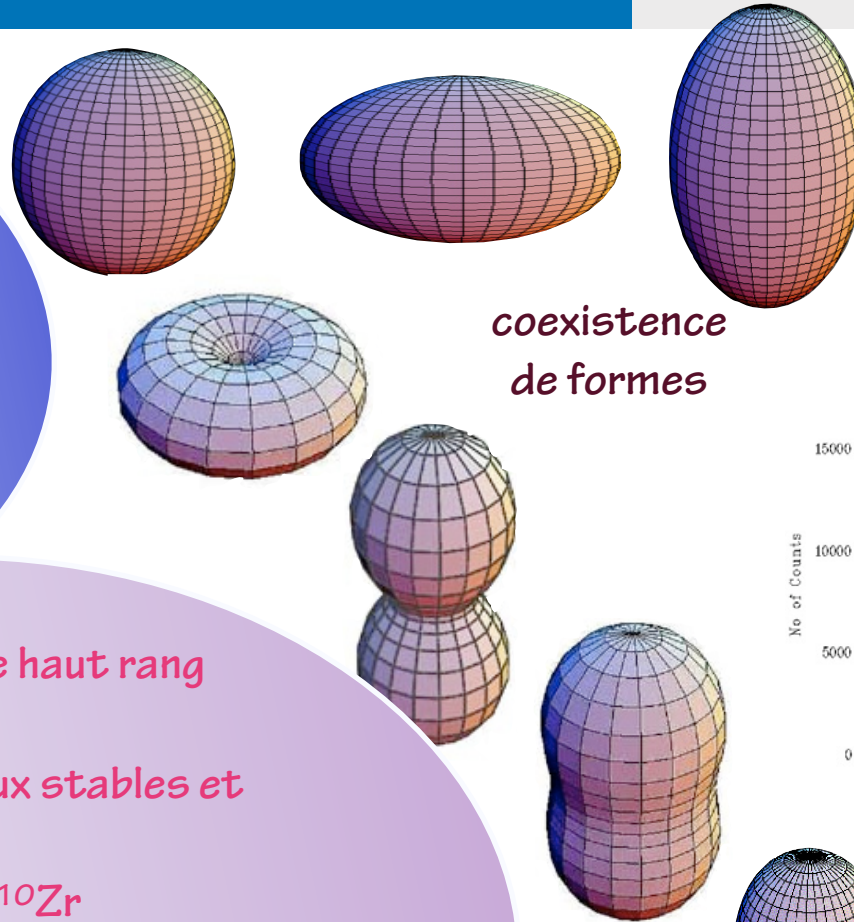 coexistence
de formes
15000
10000
No of Counts
5000
0
e haut rang
ux stables et
¹⁰Zr